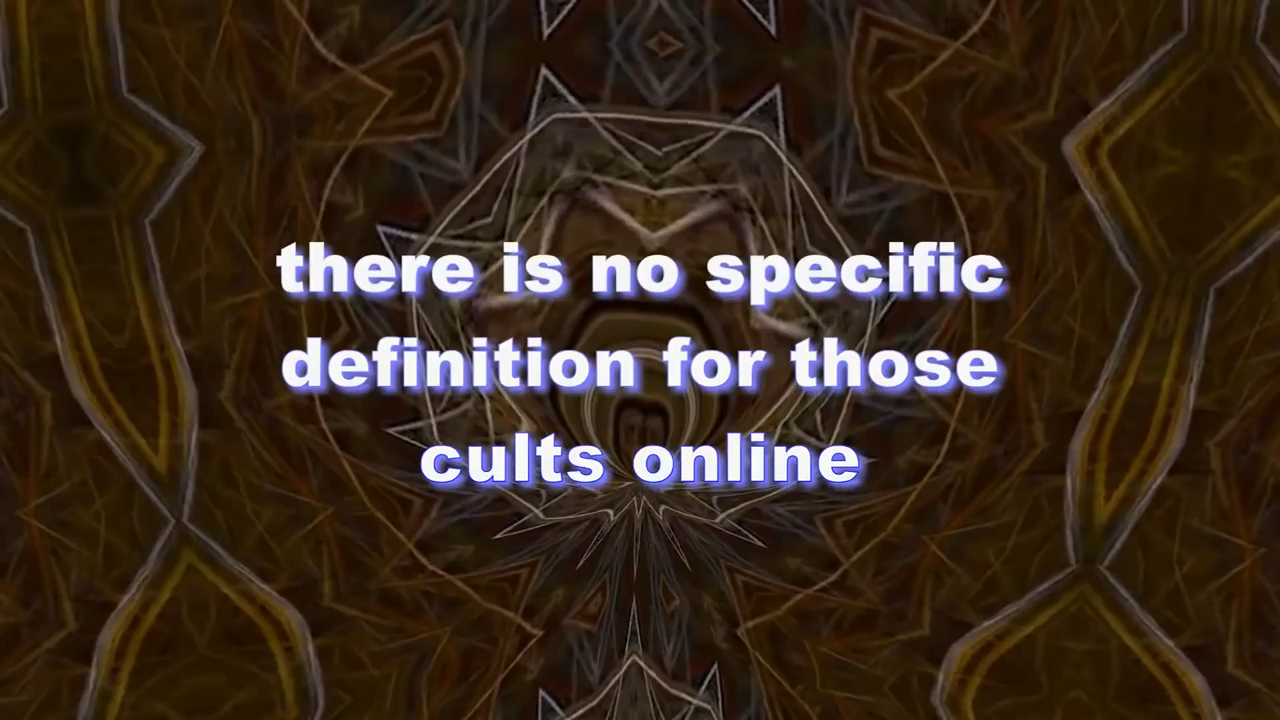 there is no specific
definition for those
cults online